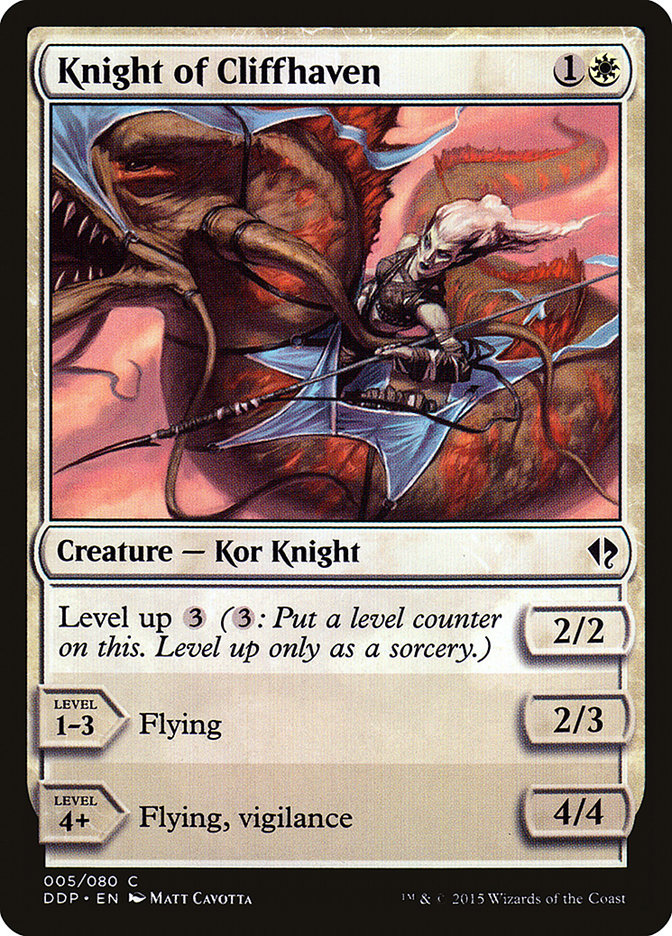 Knight of Cliffhaven 1
Creature — Kor Knight
Level up 3 (3: Put a level counter
on this. Level up only as a sorcery.)
2/2
LEVEL
1-3
Flying
2/3
LEVEL
4+
Flying, vigilance
4/4
005/080 C
DDP • EN Matt Cavotta
™ & © 2015 Wizards of the Coast